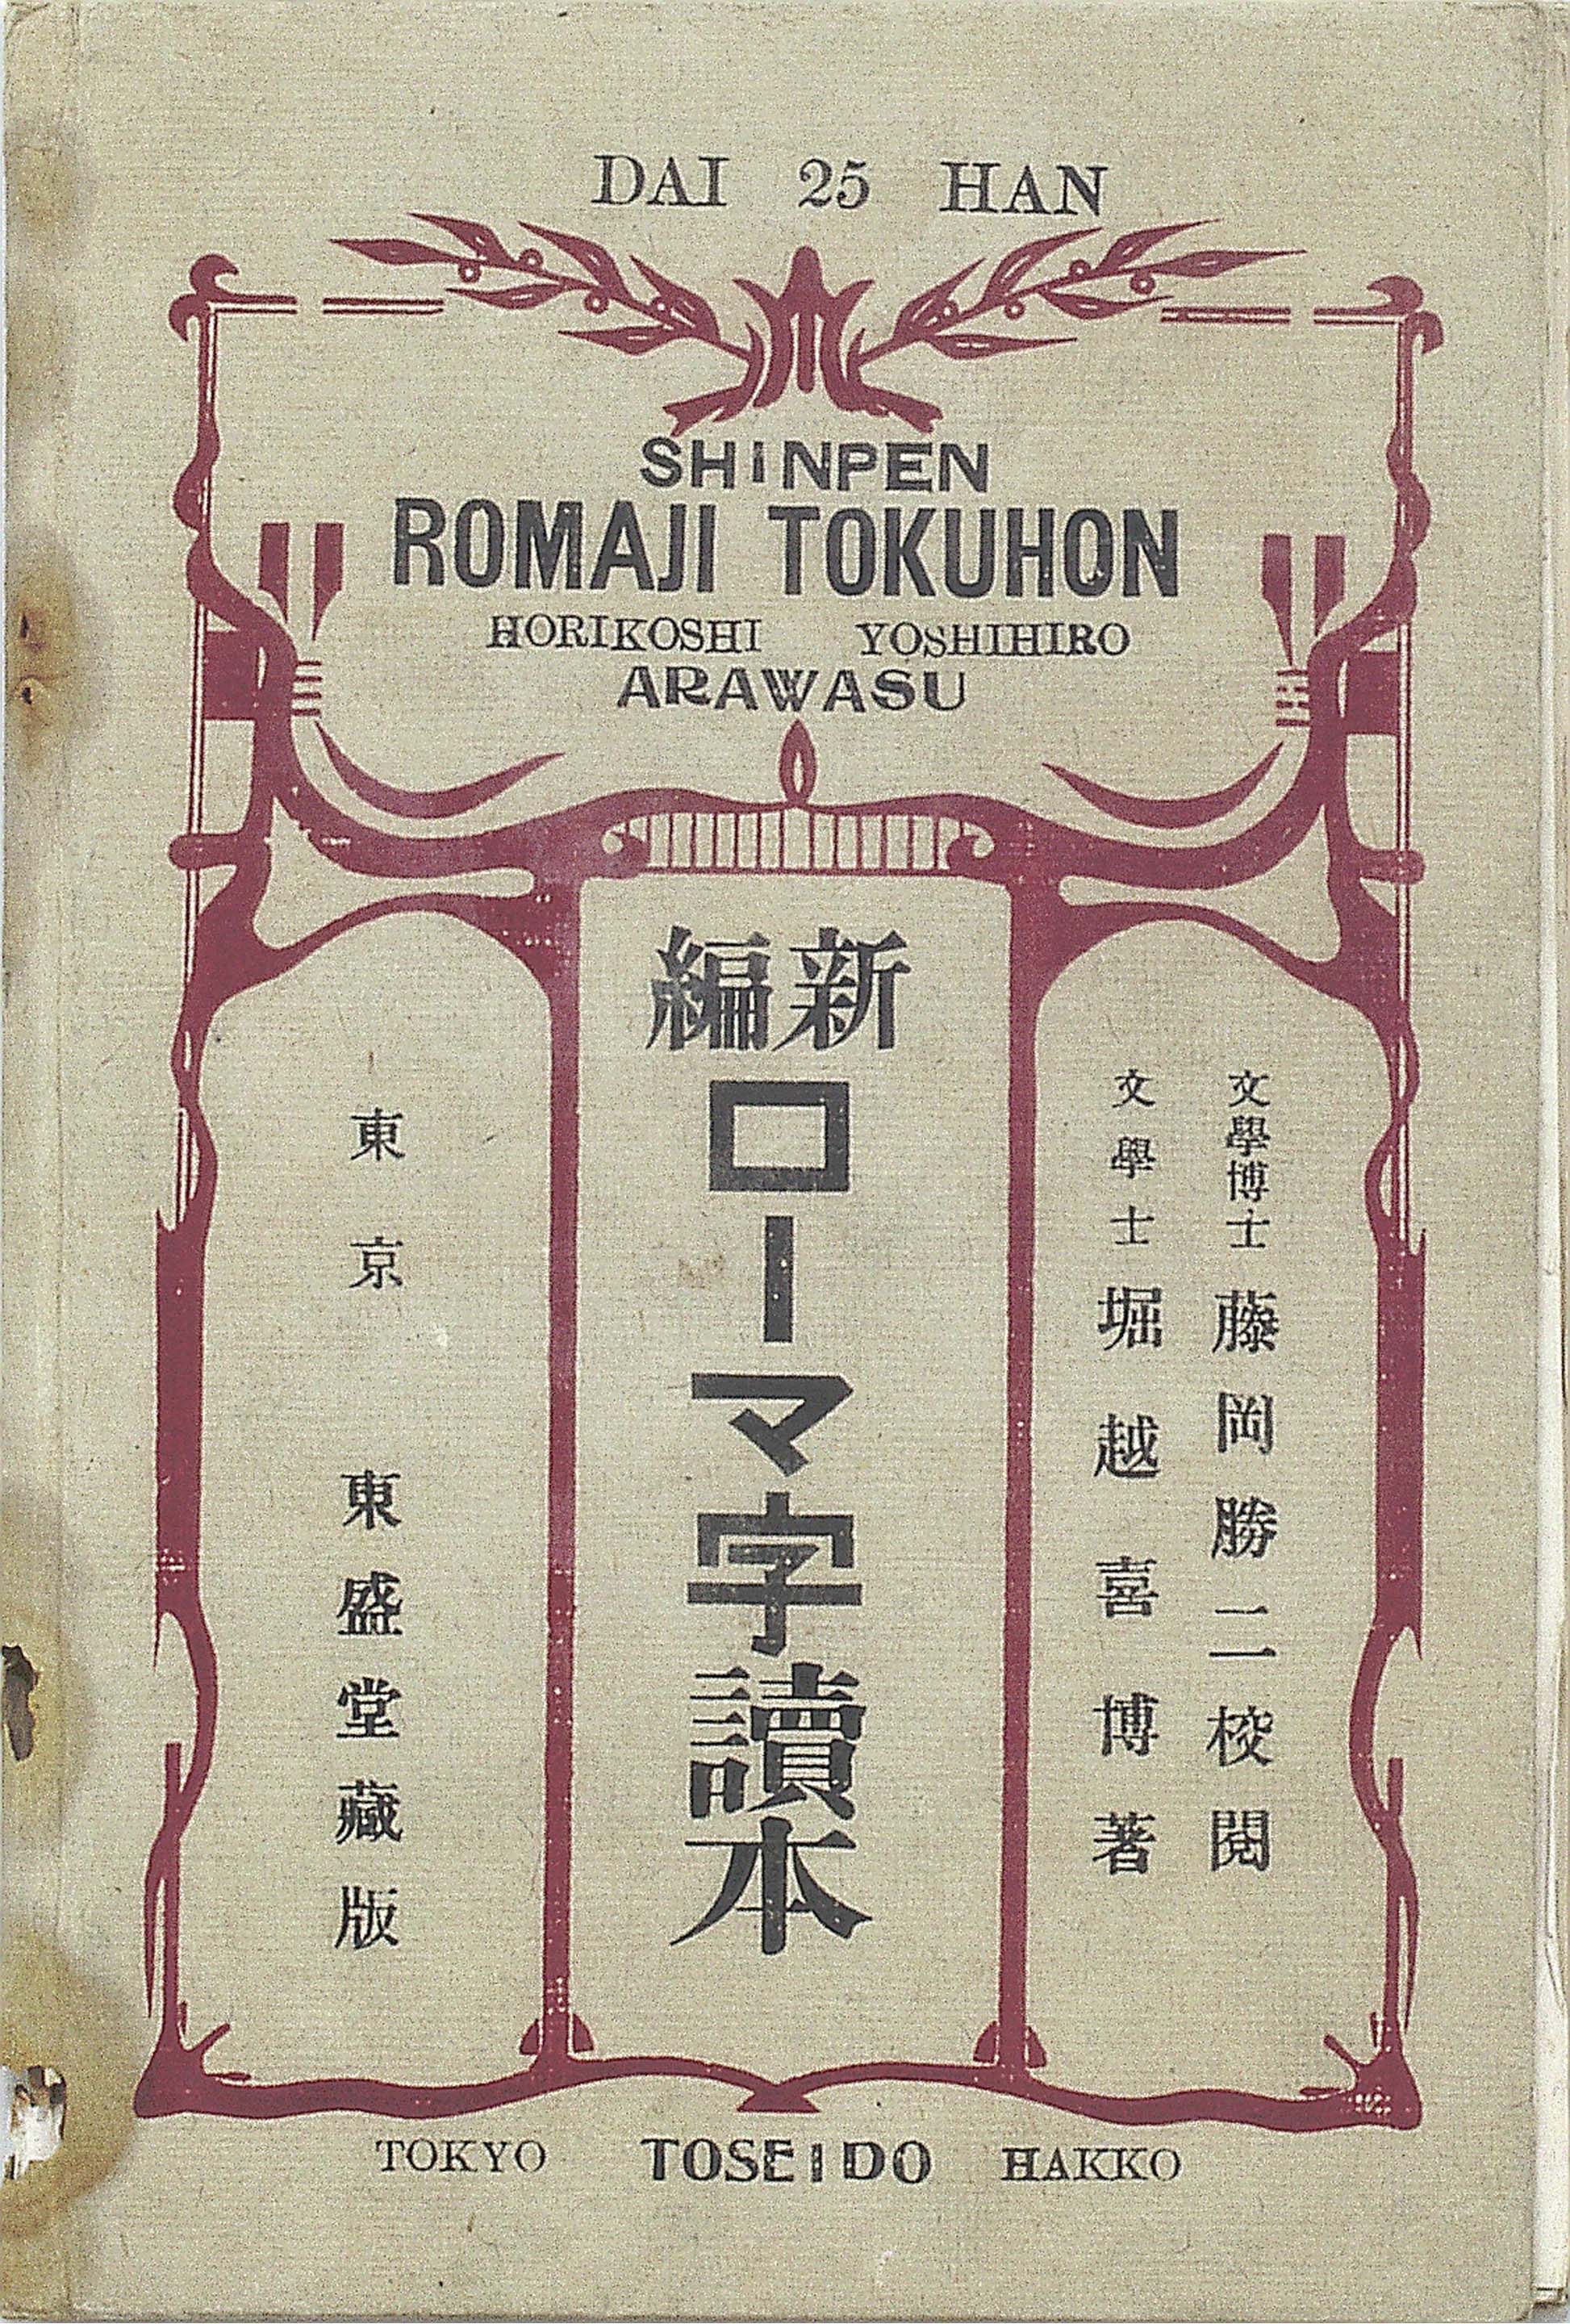 DAI 25 HAN
SHiNPEN
ROMAJI TOKUHON
HORIKOSHI YOSHIHIRO
ARAWASU
文學博士 藤岡勝二校閱
文學士 堀越喜博著
新編
ローマ字讀本
東京 東盛堂藏版
TOKYO TOSEiDO HAKKO